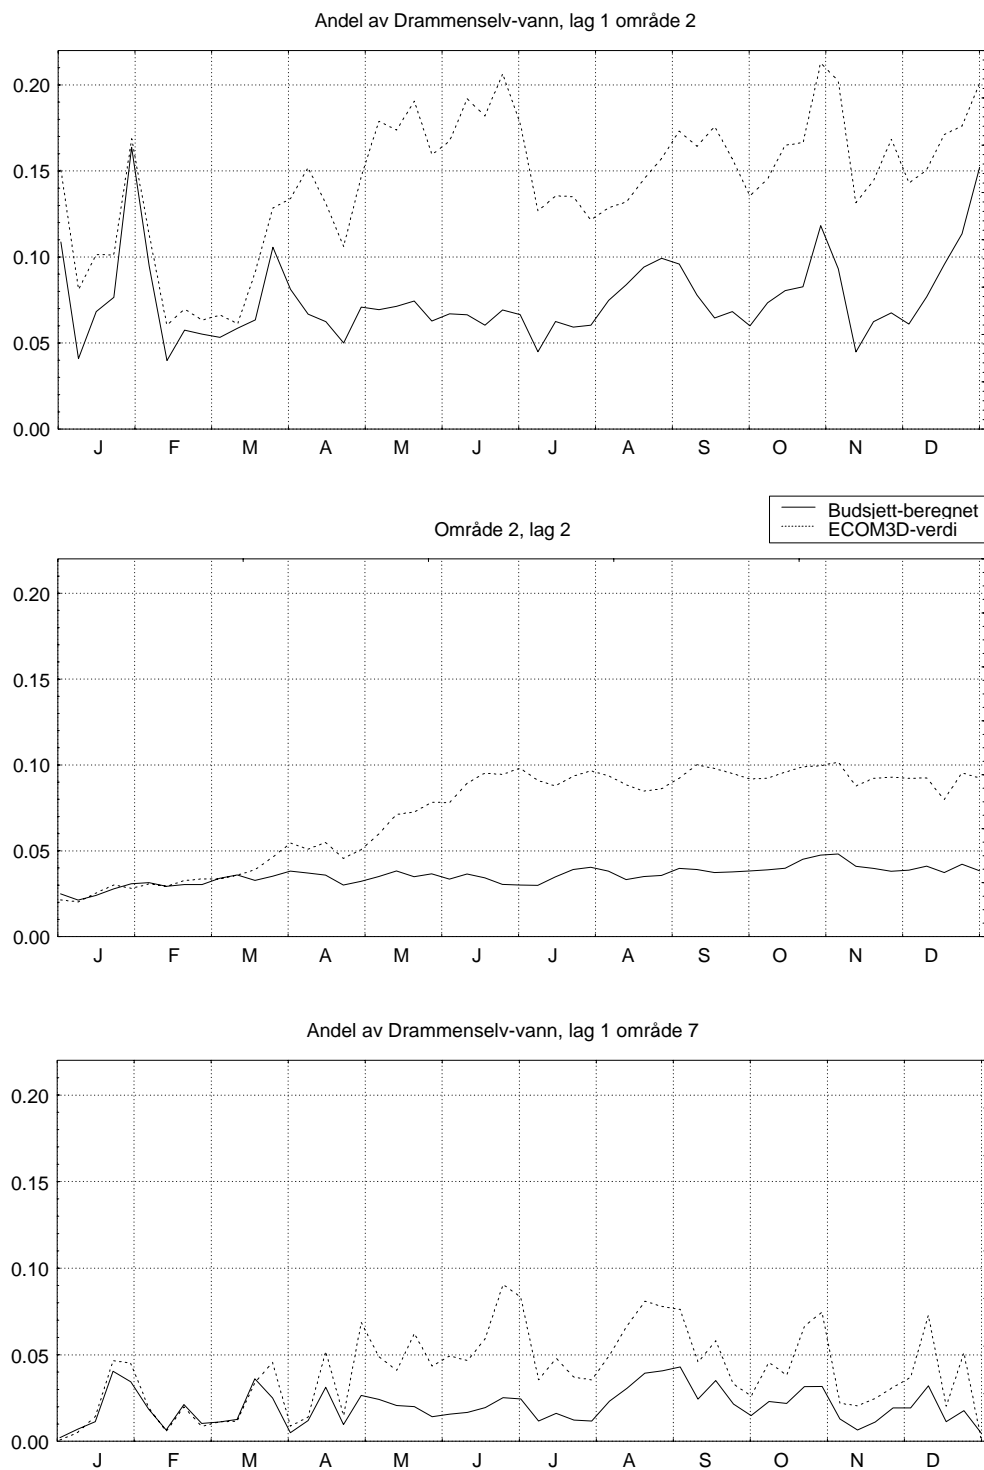 Andel av Drammenselv-vann, lag 1 område 2
0.20
0.15
0.10
0.05
0.00
J F M A M J J A S O N D
Budsjett-beregnet
ECOM3D-verdi
Område 2, lag 2
0.20
0.15
0.10
0.05
0.00
J F M A M J J A S O N D
Andel av Drammenselv-vann, lag 1 område 7
0.20
0.15
0.10
0.05
0.00
J F M A M J J A S O N D